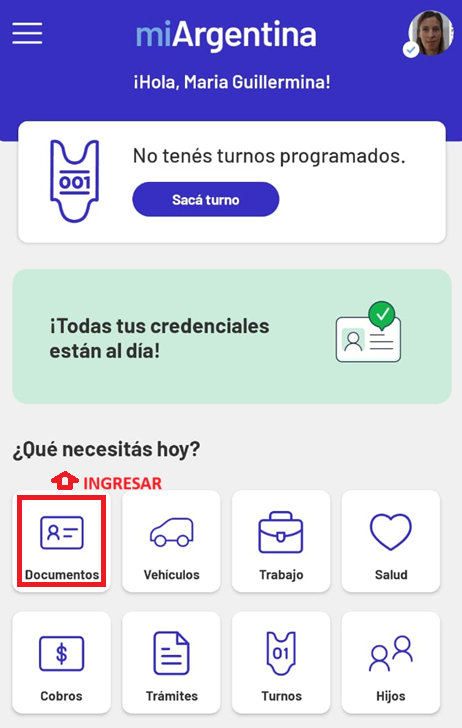 miArgentina
¡Hola, Maria Guillermina!
001
No tenés turnos programados.
Sacá turno
¡Todas tus credenciales
están al día!
¿Qué necesitás hoy?
INGRESAR
Documentos
Vehículos
Trabajo
Salud
$
01
Cobros
Trámites
Turnos
Hijos